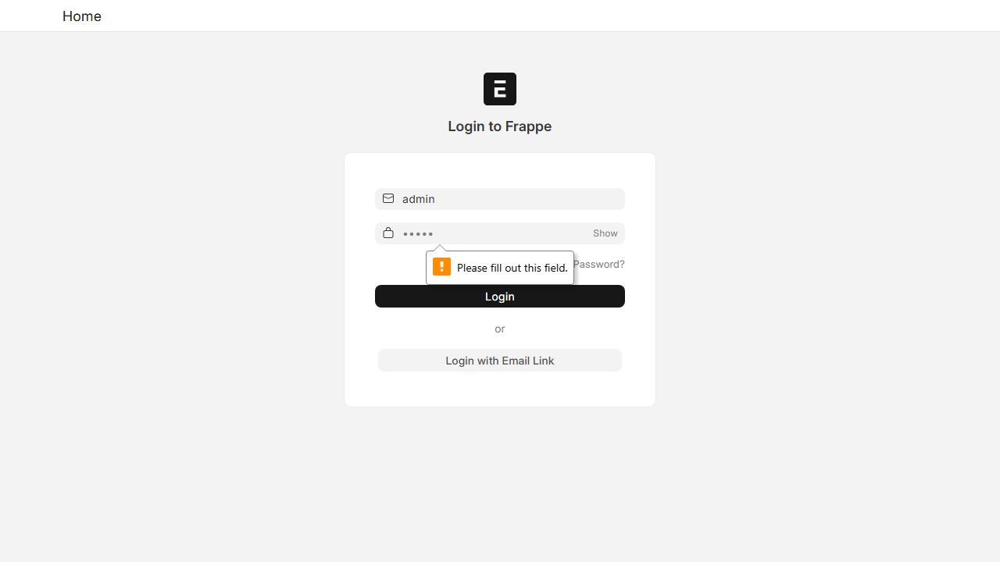 Home
Login to Frappe
admin
•••••
Show
Please fill out this field.
Password?
Login
or
Login with Email Link